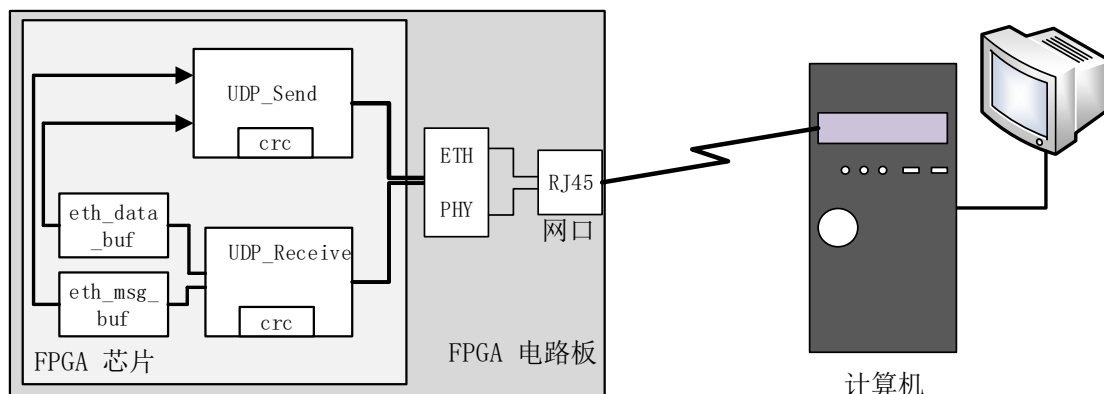 UDP_Send
crc
ETH
PHY
RJ45
网口
eth_data
_buf
UDP_Receive
eth_msg_
buf
crc
FPGA 芯片
FPGA 电路板
计算机